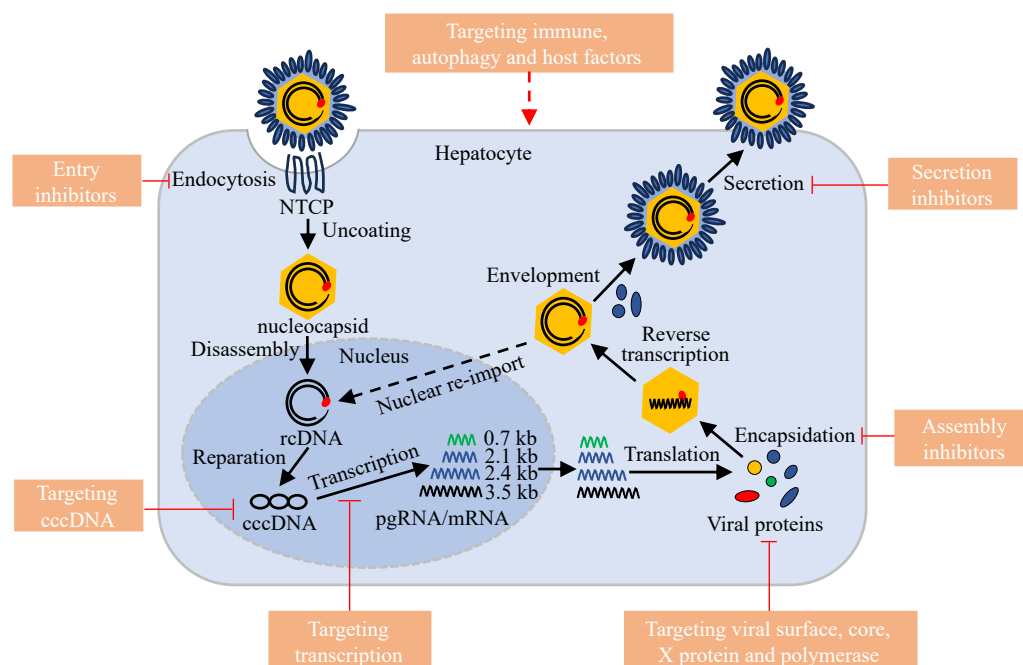 Targeting immune,
autophagy and host factors
Hepatocyte
Entry
inhibitors
Endocytosis
NTCP
Uncoating
Secretion
Secretion
inhibitors
Envelopment
nucleocapsid
Disassembly
Nucleus
Reverse
transcription
Nuclear re-import
rcDNA
Reparation
Transcription
0.7 kb
2.1 kb
2.4 kb
3.5 kb
Translation
Encapsidation
Assembly
inhibitors
Targeting
cccDNA
cccDNA
pgRNA/mRNA
Viral proteins
Targeting
transcription
Targeting viral surface, core,
X protein and polymerase